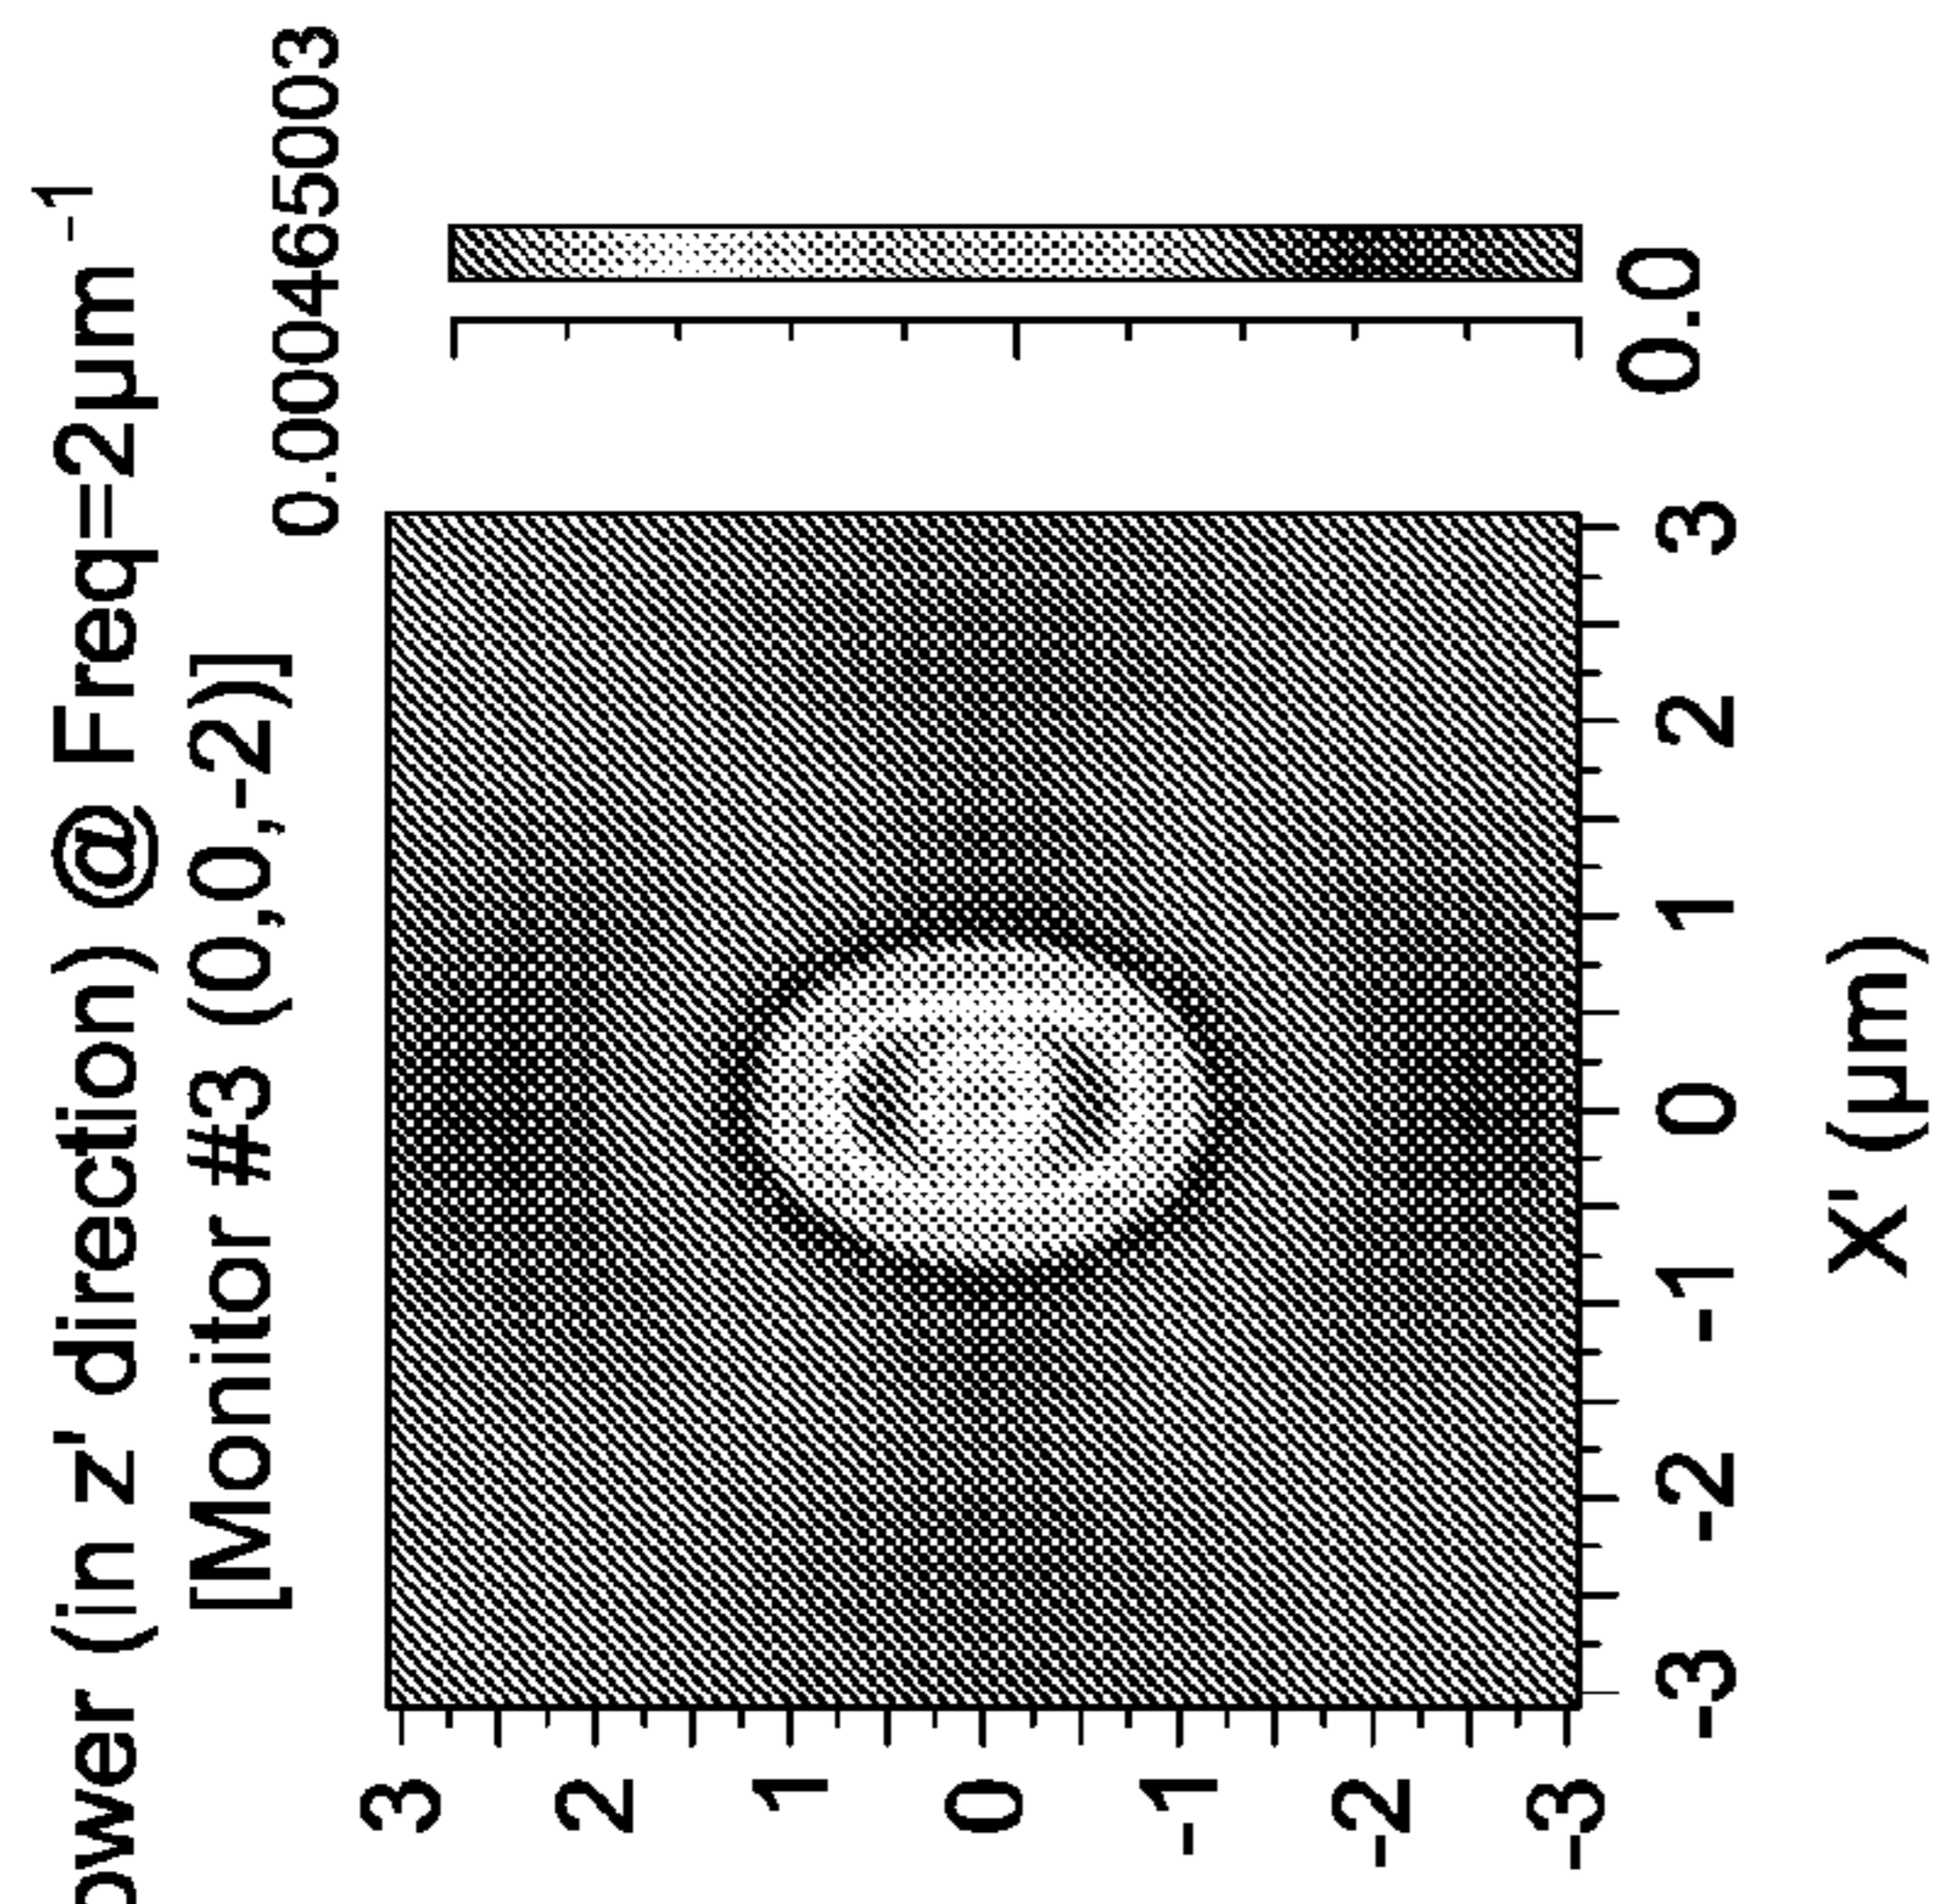 ower (in z' direction) @ Freq=2µm⁻¹
[Monitor #3 (0,0,-2)]
0.000465003
3
2
1
0
-1
-2
-3
0.0
-3 -2 -1 0 1 2 3
X' (µm)